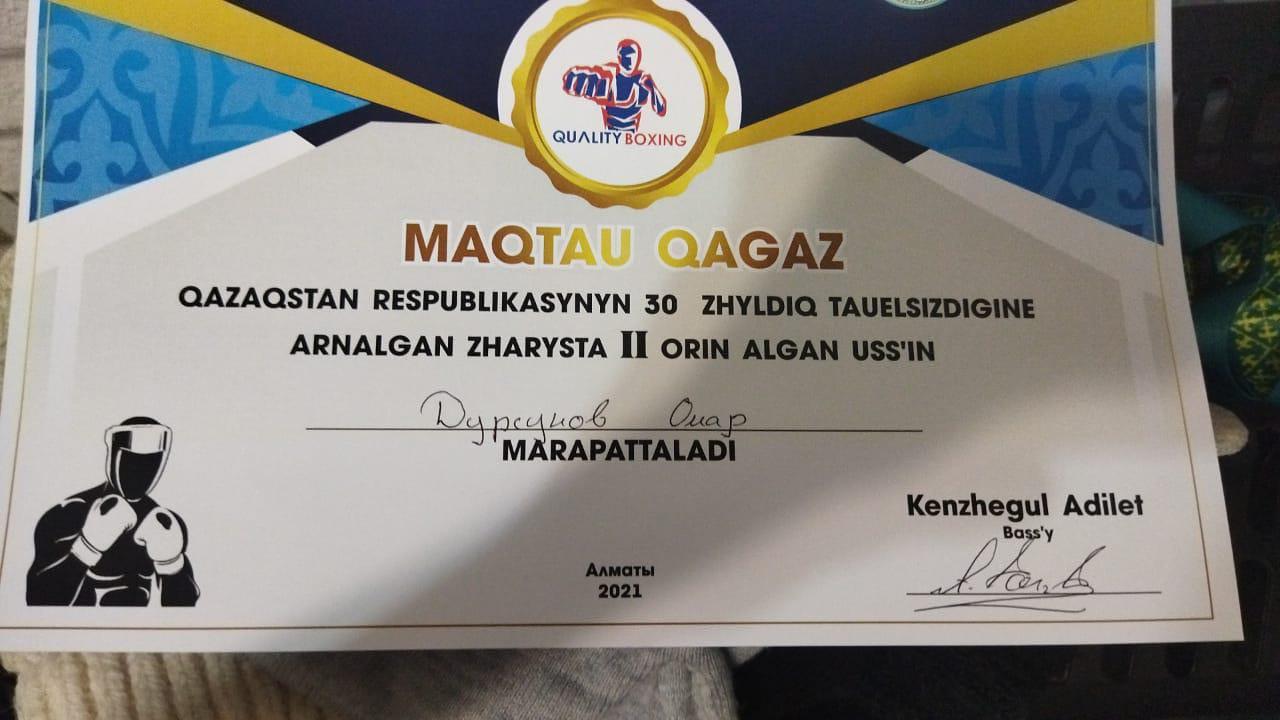 QUALITY BOXING
MAQTAU QAGAZ
QAZAQSTAN RESPUBLIKASYNYN 30 ZHYLDIQ TAUELSIZDIGINE
ARNALGAN ZHARYSTA II ORIN ALGAN USS'IN
Дурсунов Омар
MARAPATTALADI
Kenzhegul Adilet
Bass'y
Алматы
2021